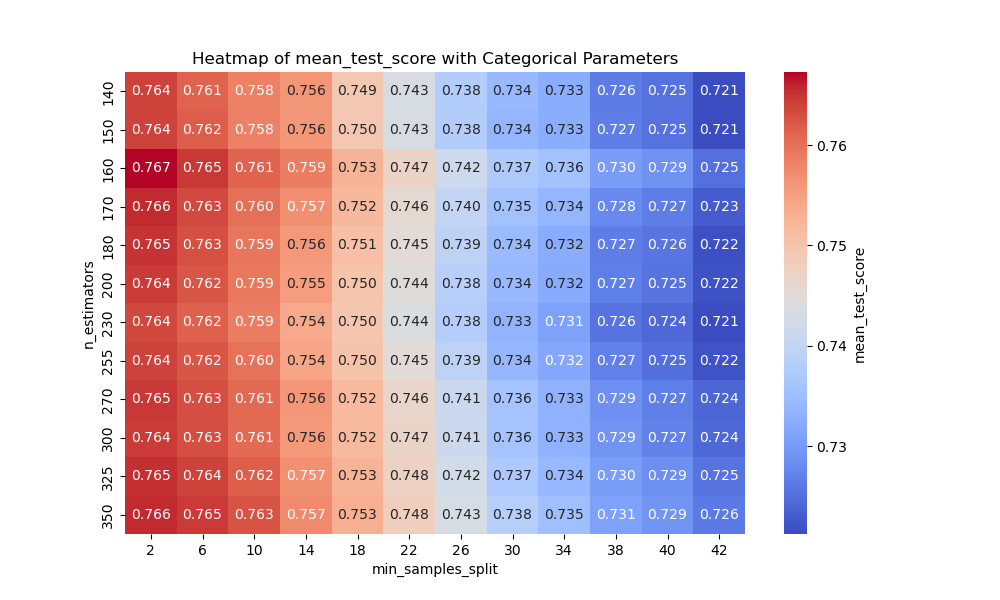 Heatmap of mean_test_score with Categorical Parameters
n_estimators
140 0.764 0.761 0.758 0.756 0.749 0.743 0.738 0.734 0.733 0.726 0.725 0.721
150 0.764 0.762 0.758 0.756 0.750 0.743 0.738 0.734 0.733 0.727 0.725 0.721
160 0.767 0.765 0.761 0.759 0.753 0.747 0.742 0.737 0.736 0.730 0.729 0.725
170 0.766 0.763 0.760 0.757 0.752 0.746 0.740 0.735 0.734 0.728 0.727 0.723
180 0.765 0.763 0.759 0.756 0.751 0.745 0.739 0.734 0.732 0.727 0.726 0.722
200 0.764 0.762 0.759 0.755 0.750 0.744 0.738 0.734 0.732 0.727 0.725 0.722
230 0.764 0.762 0.759 0.754 0.750 0.744 0.738 0.733 0.731 0.726 0.724 0.721
255 0.764 0.762 0.760 0.754 0.750 0.745 0.739 0.734 0.732 0.727 0.725 0.722
270 0.765 0.763 0.761 0.756 0.752 0.746 0.741 0.736 0.733 0.729 0.727 0.724
300 0.764 0.763 0.761 0.756 0.752 0.747 0.741 0.736 0.733 0.729 0.727 0.724
325 0.765 0.764 0.762 0.757 0.753 0.748 0.742 0.737 0.734 0.730 0.729 0.725
350 0.766 0.765 0.763 0.757 0.753 0.748 0.743 0.738 0.735 0.731 0.729 0.726
2 6 10 14 18 22 26 30 34 38 40 42
min_samples_split
0.76
0.75
0.74
0.73
mean_test_score